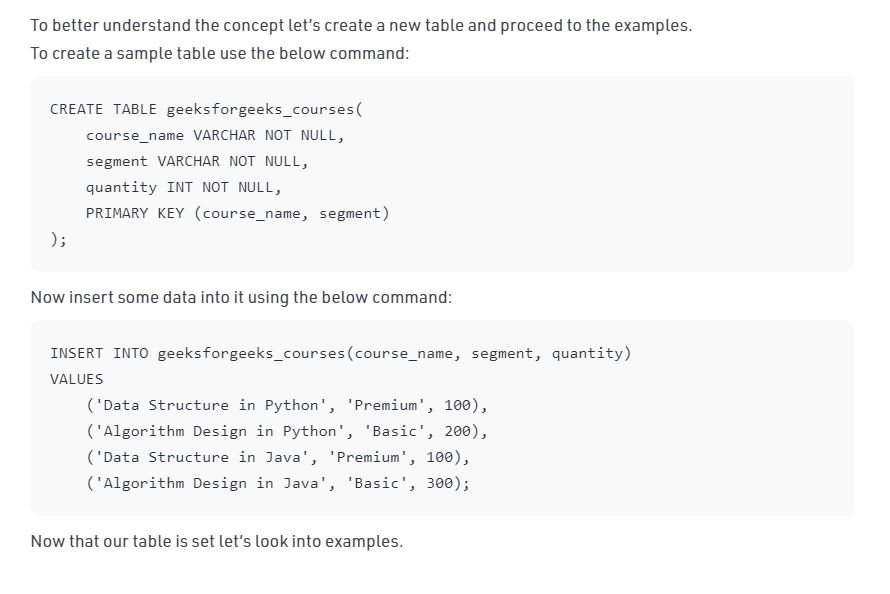 To better understand the concept let's create a new table and proceed to the examples.
To create a sample table use the below command:
CREATE TABLE geeksforgeeks_courses(
    course_name VARCHAR NOT NULL,
    segment VARCHAR NOT NULL,
    quantity INT NOT NULL,
    PRIMARY KEY (course_name, segment)
);
Now insert some data into it using the below command:
INSERT INTO geeksforgeeks_courses(course_name, segment, quantity)
VALUES
    ('Data Structure in Python', 'Premium', 100),
    ('Algorithm Design in Python', 'Basic', 200),
    ('Data Structure in Java', 'Premium', 100),
    ('Algorithm Design in Java', 'Basic', 300);
Now that our table is set let's look into examples.